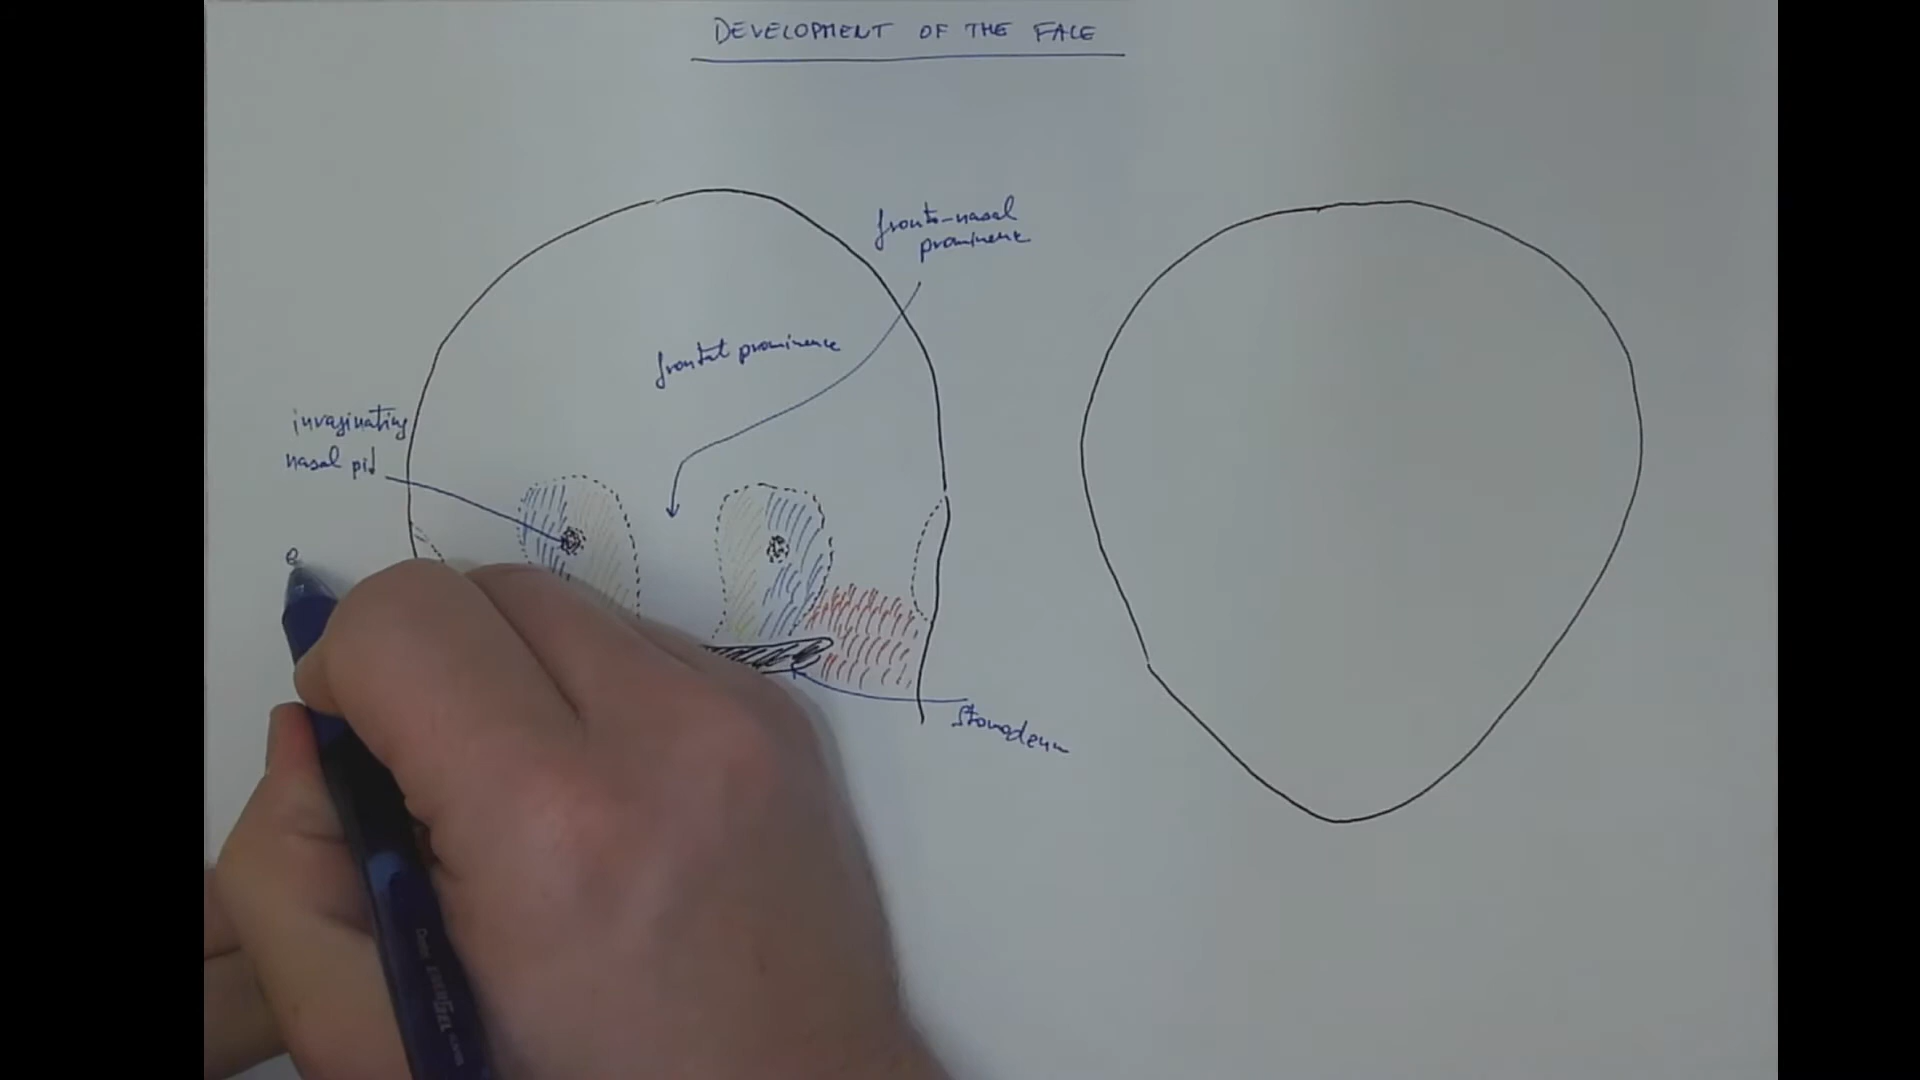 DEVELOPMENT OF THE FACE
fronto-nasal
prominence
frontal prominence
invaginating
nasal pit
e
Stomodeum